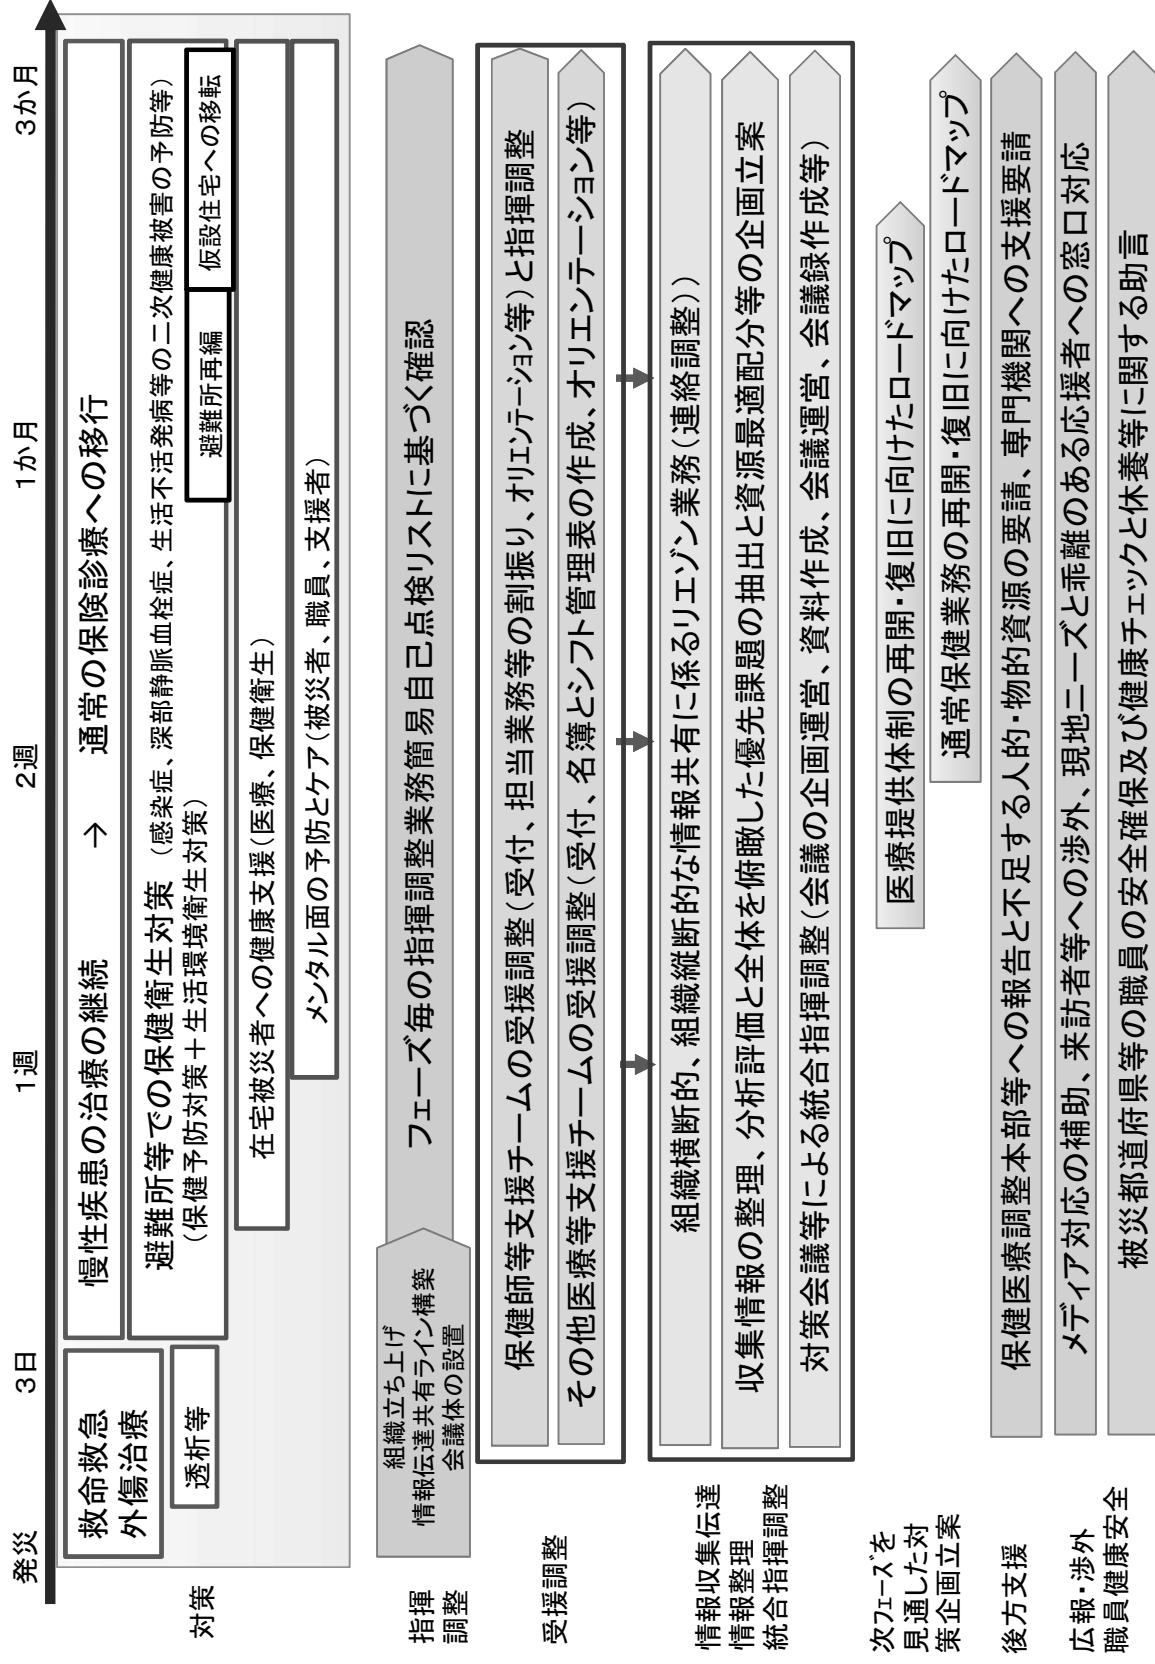 発災
3日
1週
2週
1か月
3か月
対策
救命救急
外傷治療
透析等
慢性疾患の治療の継続 → 通常の保険診療への移行
避難所等での保健衛生対策 (感染症、深部静脈血栓症、生活不活発病等の二次健康被害の予防等)
(保健予防対策+生活環境衛生対策)
避難所再編
仮設住宅への移転
在宅被災者への健康支援(医療、保健衛生)
メンタル面の予防とケア(被災者、職員、支援者)
指揮
調整
組織立ち上げ
情報伝達共有ライン構築
会議体の設置
フェーズ毎の指揮調整業務簡易自己点検リストに基づく確認
受援調整
保健師等支援チームの受援調整(受付、担当業務等の割振り、オリエンテーション等)と指揮調整
その他医療等支援チームの受援調整(受付、名簿とシフト管理表の作成、オリエンテーション等)
情報収集伝達
情報整理
統合指揮調整
組織横断的、組織縦断的な情報共有に係るリエゾン業務(連絡調整))
収集情報の整理、分析評価と全体を俯瞰した優先課題の抽出と資源最適配分等の企画立案
対策会議等による統合指揮調整(会議の企画運営、資料作成、会議運営、会議録作成等)
次フェーズを
見通した対
策企画立案
医療提供体制の再開・復旧に向けたロードマップ
通常保健業務の再開・復旧に向けたロードマップ
後方支援
保健医療調整本部等への報告と不足する人的・物的資源の要請、専門機関への支援要請
広報・渉外
職員健康安全
メディア対応の補助、来訪者等への渉外、現地ニーズと乖離のある応援者への窓口対応
被災都道府県等の職員の安全確保及び健康チェックと休養等に関する助言